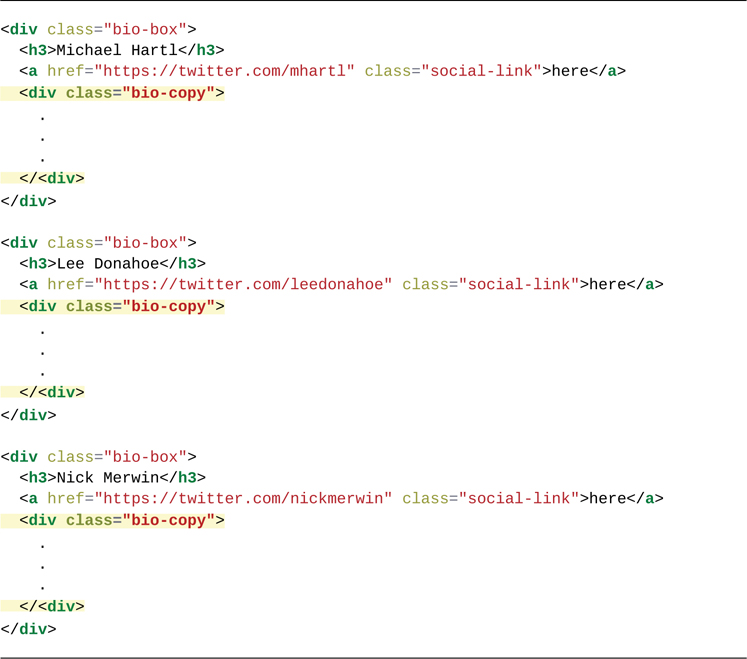 <div class="bio-box">
  <h3>Michael Hartl</h3>
  <a href="https://twitter.com/mhartl" class="social-link">here</a>
  <div class="bio-copy">
    .
    .
    .
  </<div>
</div>

<div class="bio-box">
  <h3>Lee Donahoe</h3>
  <a href="https://twitter.com/leedonahoe" class="social-link">here</a>
  <div class="bio-copy">
    .
    .
    .
  </<div>
</div>

<div class="bio-box">
  <h3>Nick Merwin</h3>
  <a href="https://twitter.com/nickmerwin" class="social-link">here</a>
  <div class="bio-copy">
    .
    .
    .
  </<div>
</div>